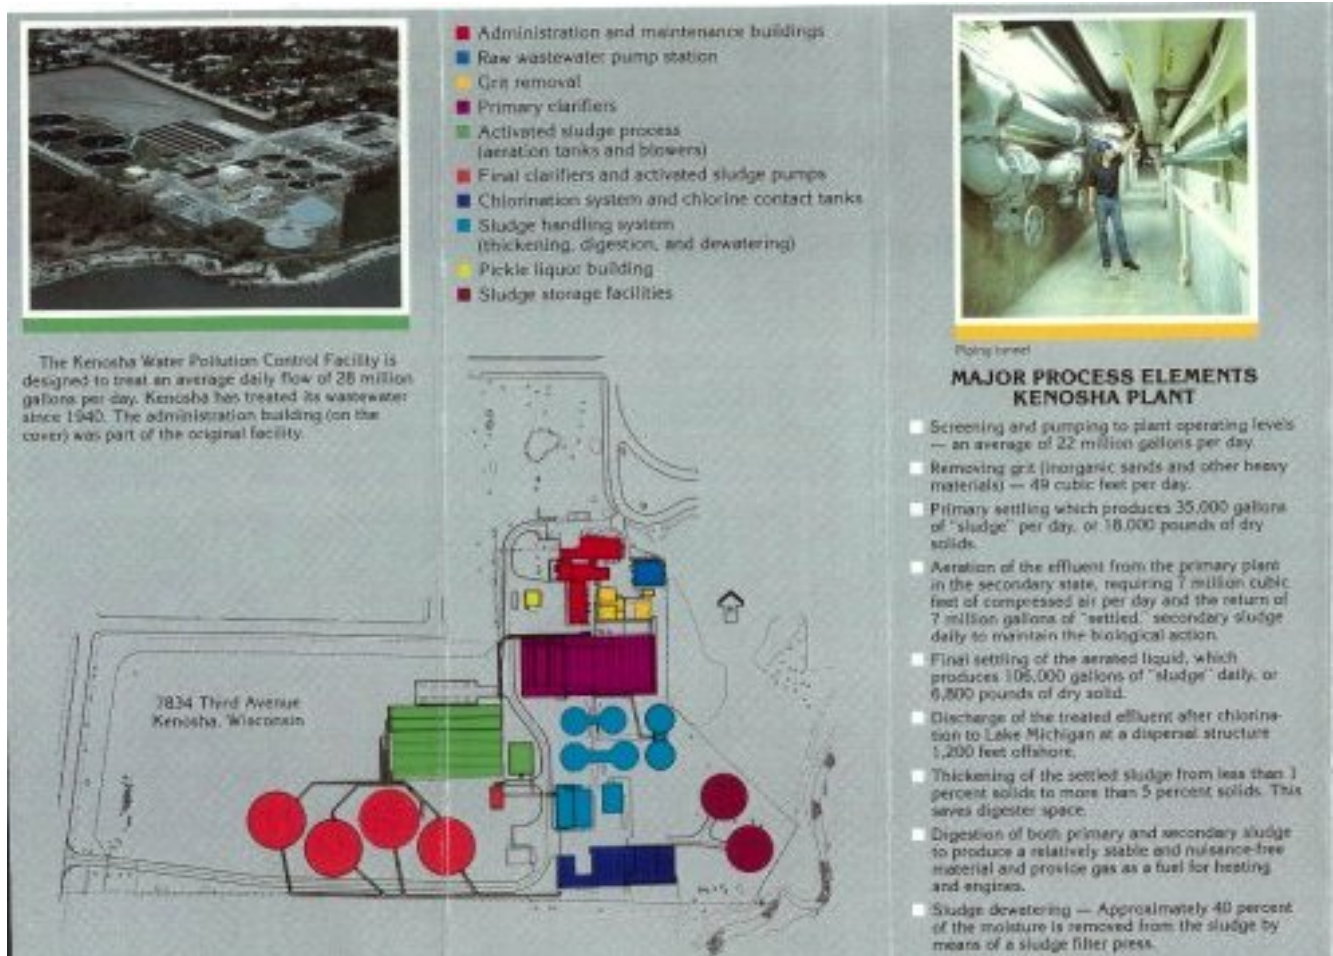 Administration and maintenance buildings
Raw wastewater pump station
Grit removal
Primary clarifiers
Activated sludge process
(aeration tanks and blowers)
Final clarifiers and activated sludge pumps
Chlorination system and chlorine contact tanks
Sludge handling system
(thickening, digestion, and dewatering)
Pickle liquor building
Sludge storage facilities
The Kenosha Water Pollution Control Facility is
designed to treat an average daily flow of 28 million
gallons per day. Kenosha has treated its wastewater
since 1940. The administration building (on the
cover) was part of the original facility.
7834 Third Avenue
Kenosha, Wisconsin
Piping tunnel
MAJOR PROCESS ELEMENTS
KENOSHA PLANT
Screening and pumping to plant operating levels
— an average of 22 million gallons per day.
Removing grit (inorganic sands and other heavy
materials) — 49 cubic feet per day.
Primary settling which produces 35,000 gallons
of "sludge" per day, or 18,000 pounds of dry
solids.
Aeration of the effluent from the primary plant
in the secondary state, requiring 7 million cubic
feet of compressed air per day and the return of
7 million gallons of "settled" secondary sludge
daily to maintain the biological action.
Final settling of the aerated liquid, which
produces 106,000 gallons of "sludge" daily, or
6,800 pounds of dry solid.
Discharge of the treated effluent after chlorina-
tion to Lake Michigan at a dispersal structure
1,200 feet offshore.
Thickening of the settled sludge from less than 1
percent solids to more than 5 percent solids. This
saves digester space.
Digestion of both primary and secondary sludge
to produce a relatively stable and nuisance-free
material and provide gas as a fuel for heating
and engines.
Sludge dewatering — Approximately 40 percent
of the moisture is removed from the sludge by
means of a sludge filter press.